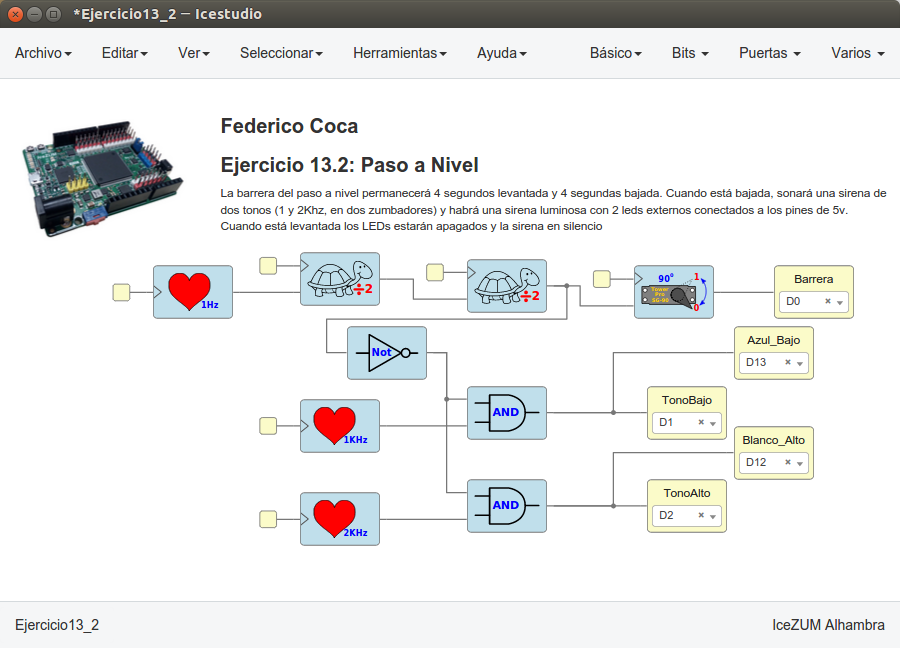 *Ejercicio13_2 — Icestudio
Archivo Editar Ver Seleccionar Herramientas Ayuda Básico Bits Puertas Varios
Federico Coca
Ejercicio 13.2: Paso a Nivel
La barrera del paso a nivel permanecerá 4 segundos levantada y 4 segundas bajada. Cuando está bajada, sonará una sirena de
dos tonos (1 y 2Khz, en dos zumbadores) y habrá una sirena luminosa con 2 leds externos conectados a los pines de 5v.
Cuando está levantada los LEDs estarán apagados y la sirena en silencio
1Hz
÷2
÷2
90º
1
Tower
Pro
SG-90
0
Barrera
D0
Not
Azul_Bajo
D13
1KHz
AND
TonoBajo
D1
Blanco_Alto
D12
2KHz
AND
TonoAlto
D2
Ejercicio13_2 IceZUM Alhambra